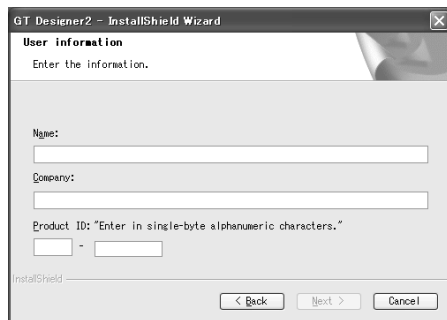 GT Designer2 - InstallShield Wizard
User information
Enter the information.
Name:
Company:
Product ID: "Enter in single-byte alphanumeric characters."
-
InstallShield
< Back Next > Cancel